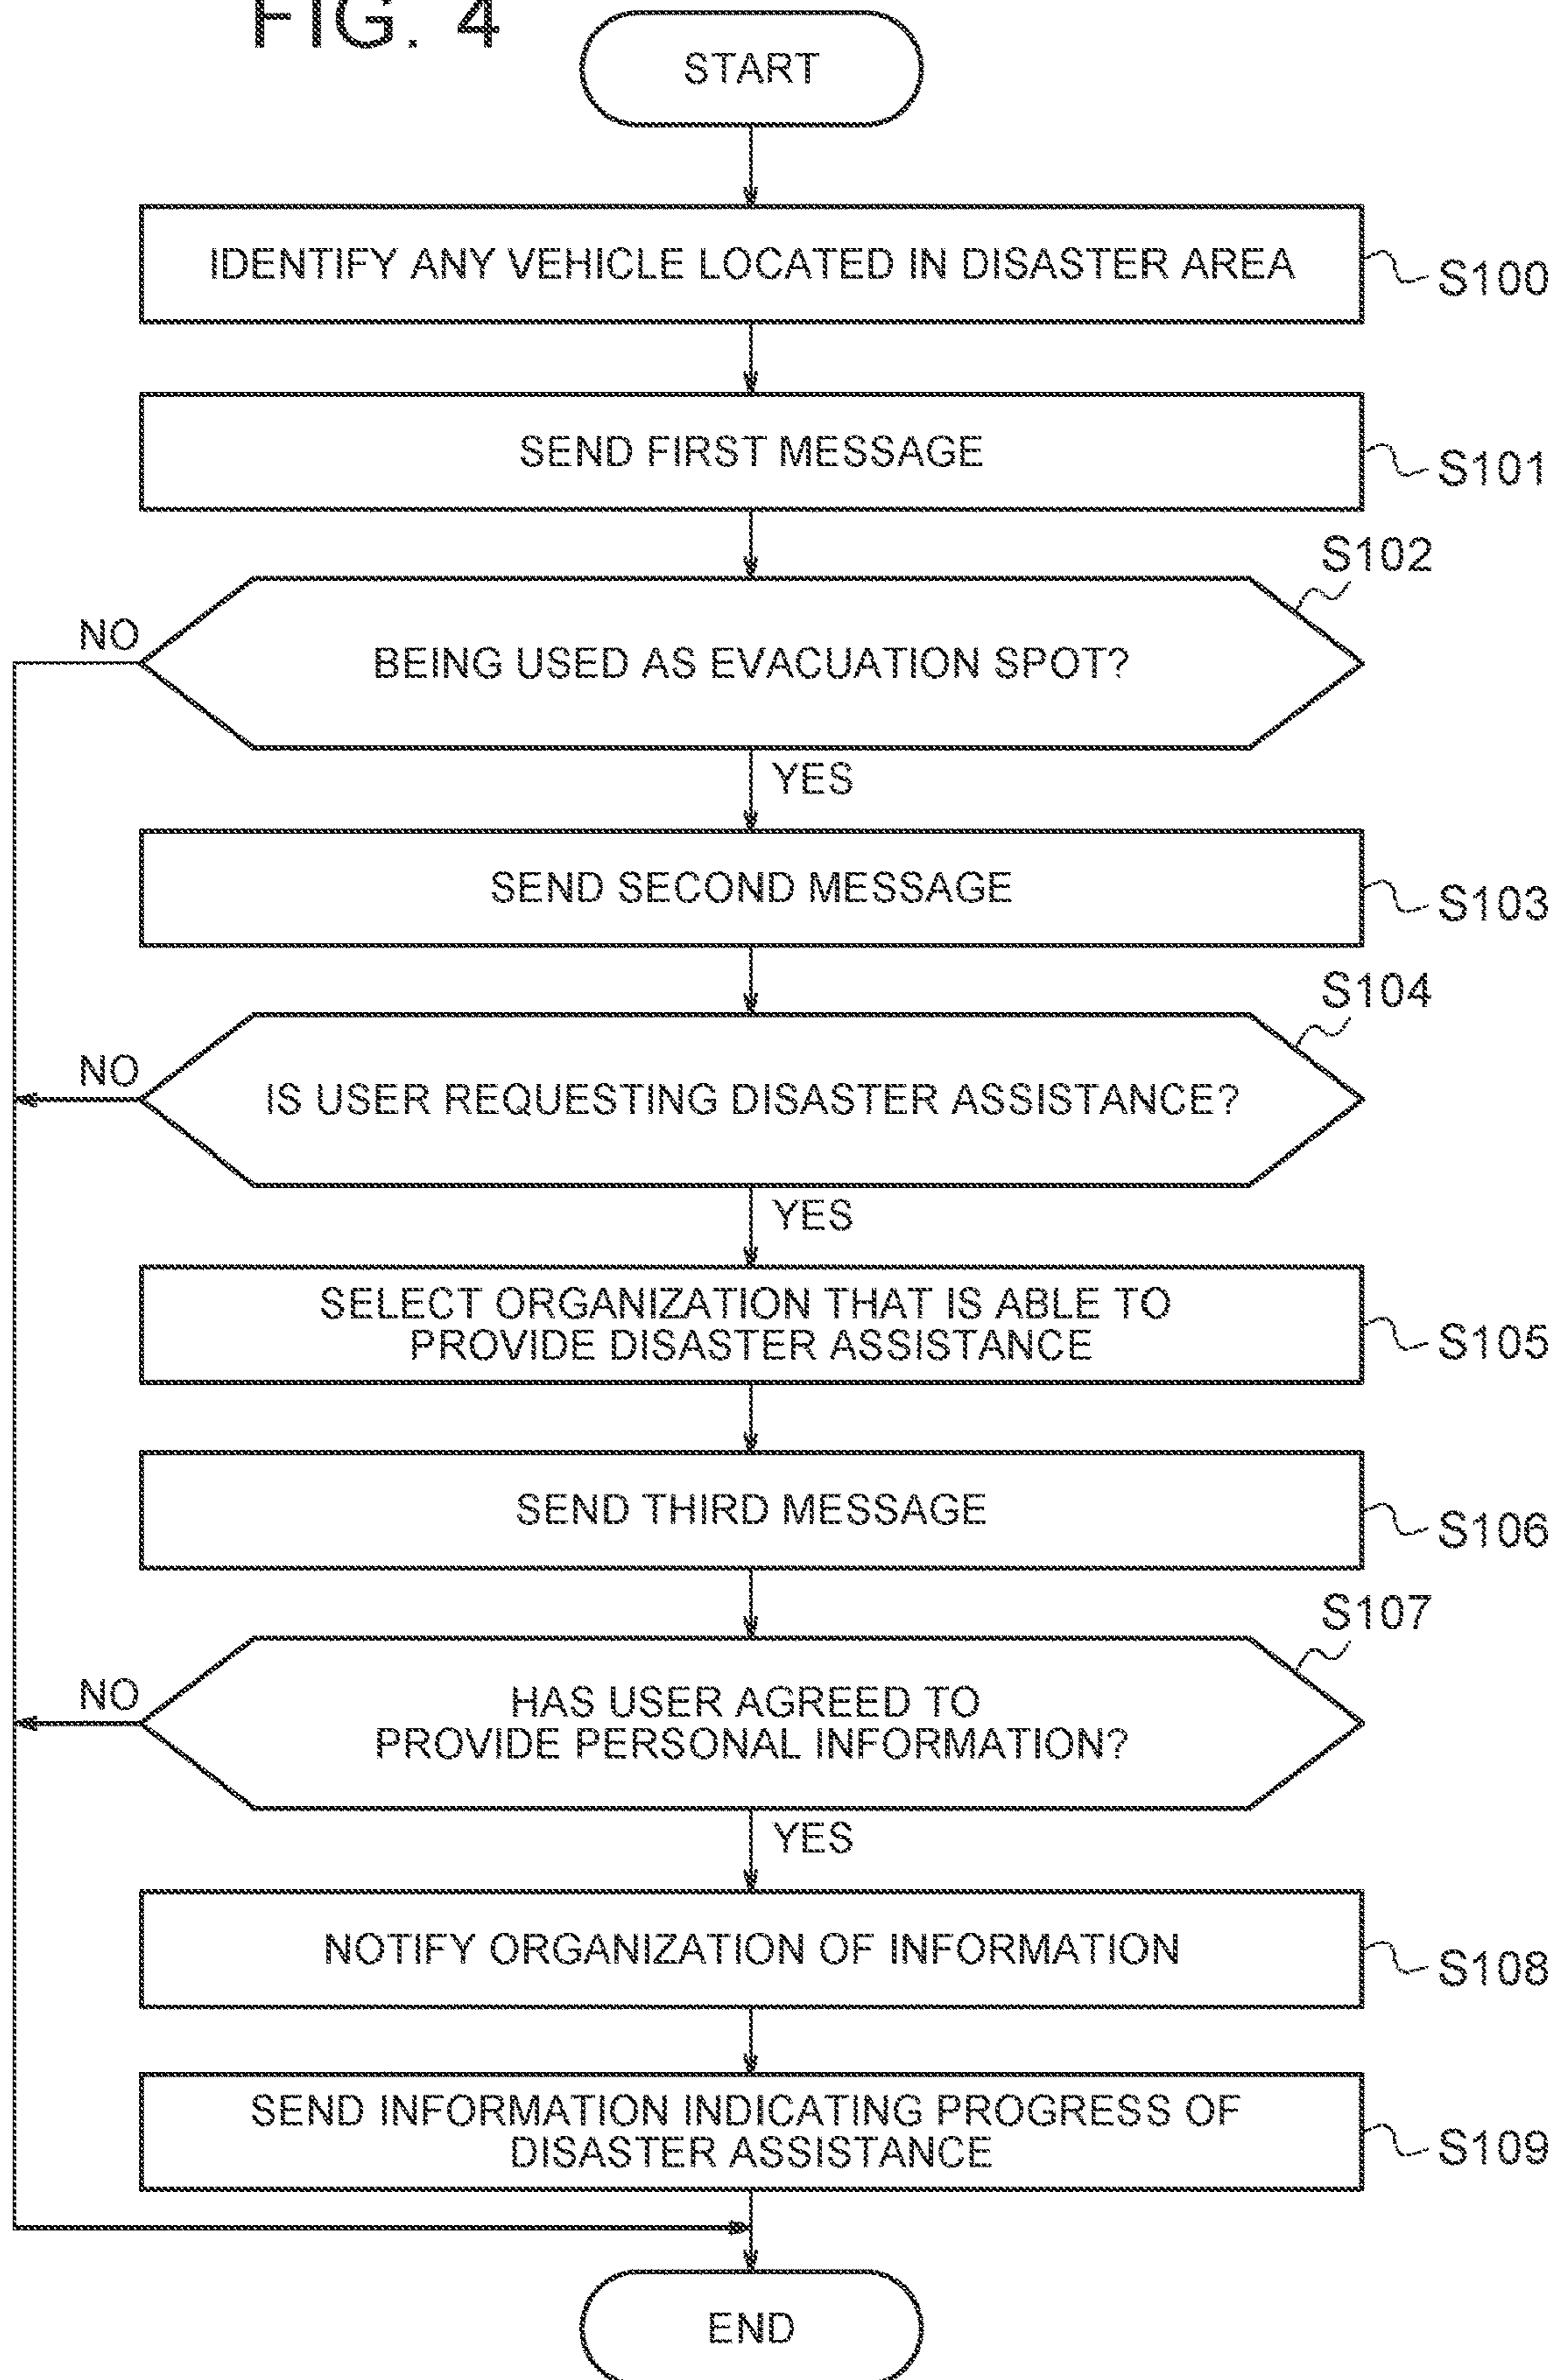 FIG. 4
START
IDENTIFY ANY VEHICLE LOCATED IN DISASTER AREA
S100
SEND FIRST MESSAGE
S101
S102
NO
BEING USED AS EVACUATION SPOT?
YES
SEND SECOND MESSAGE
S103
S104
NO
IS USER REQUESTING DISASTER ASSISTANCE?
YES
SELECT ORGANIZATION THAT IS ABLE TO
PROVIDE DISASTER ASSISTANCE
S105
SEND THIRD MESSAGE
S106
S107
NO
HAS USER AGREED TO
PROVIDE PERSONAL INFORMATION?
YES
NOTIFY ORGANIZATION OF INFORMATION
S108
SEND INFORMATION INDICATING PROGRESS OF
DISASTER ASSISTANCE
S109
END